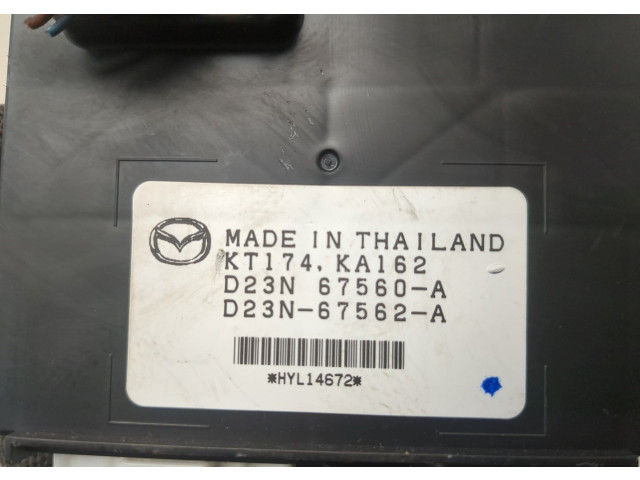 MADE IN THAILAND
KT174, KA162
D23N 67560-A
D23N-67562-A
*HYL14672*